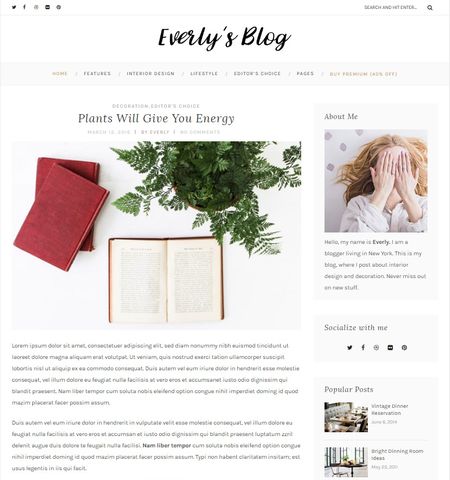 SEARCH AND HIT ENTER...
Everly's Blog
HOME / FEATURES / INTERIOR DESIGN / LIFESTYLE / EDITOR'S CHOICE / PAGES / BUY PREMIUM (40% OFF)
DECORATION, EDITOR'S CHOICE
Plants Will Give You Energy
MARCH 12, 2016 | BY EVERLY | NO COMMENTS
Lorem ipsum dolor sit amet, consectetuer adipiscing elit, sed diam nonummy nibh euismod tincidunt ut
laoreet dolore magna aliquam erat volutpat. Ut veniam, quis nostrud exerci tation ullamcorper suscipit
lobortis nisl ut aliquip ex ea commodo consequat. Duis autem vel eum iriure dolor in hendrerit molestie
consequat, vel illum dolore eu feugiat nulla facilisis at vero eros et accumsanet iusto odio dignissim qui
blandit praesent. Nam liber tempor cum soluta nobis eleifend option congue nihil imperdiet doming id quod
mazim placerat facer possim assum.
Duis autem vel eum iriure dolor in hendrerit in vulputate velit esse molestie consequat, vel illum dolore eu
feugiat nulla facilisis at vero eros et accumsan et iusto odio dignissim qui blandit praesent luptatum zzril
delenit augue duis dolore te feugait nulla facilisi. Nam liber tempor cum soluta nobis eleifend option congue
nihil imperdiet doming id quod mazim placerat facer possim assum. Typi non habent claritatem insitam; est
usus legentis in iis qui facit.
About Me
Hello, my name is Everly. I am a
blogger living in New York. This is my
blog, where I post about interior
design and decoration. Never miss out
on new stuff.
Socialize with me
Popular Posts
Vintage Dinner
Reservation
June 6, 2014
Bright Dinning Room
Ideas
May 23, 2011